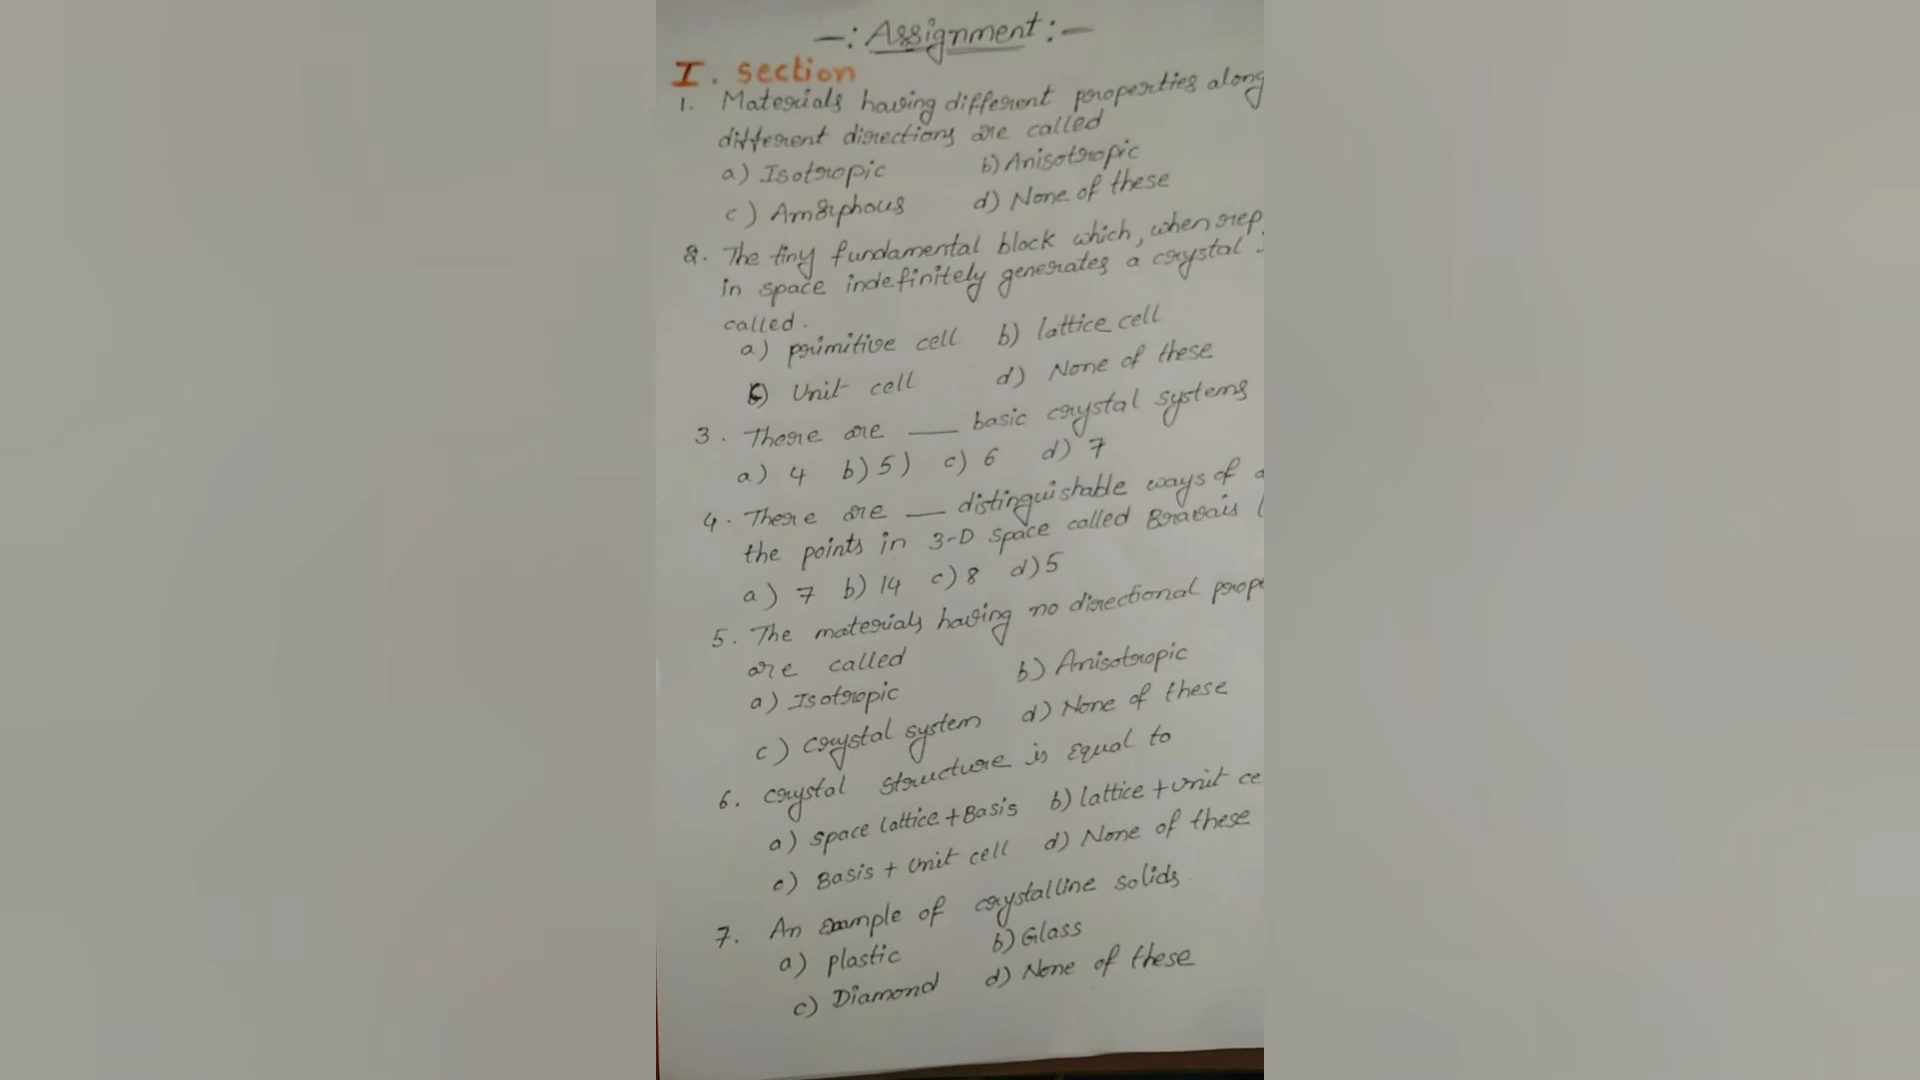 -: Assignment :-
I. section
1. Materials having different properties along
different directions are called
a) Isotropic b) Anisotropic
c) Amorphous d) None of these
2. The tiny fundamental block which, when rep
in space indefinitely generates a crystal
called.
a) primitive cell b) lattice cell
c) Unit cell d) None of these
3. There are ___ basic crystal systems
a) 4 b) 5) c) 6 d) 7
4. There are ___ distinguishable ways of a
the points in 3-D space called Bravais l
a) 7 b) 14 c) 8 d) 5
5. The materials having no directional prope
are called
a) Isotropic b) Anisotropic
c) Crystal system d) None of these
6. crystal structure is equal to
a) space lattice + Basis b) lattice + Unit ce
c) Basis + Unit cell d) None of these
7. An Example of crystalline solids
a) plastic b) Glass
c) Diamond d) None of these